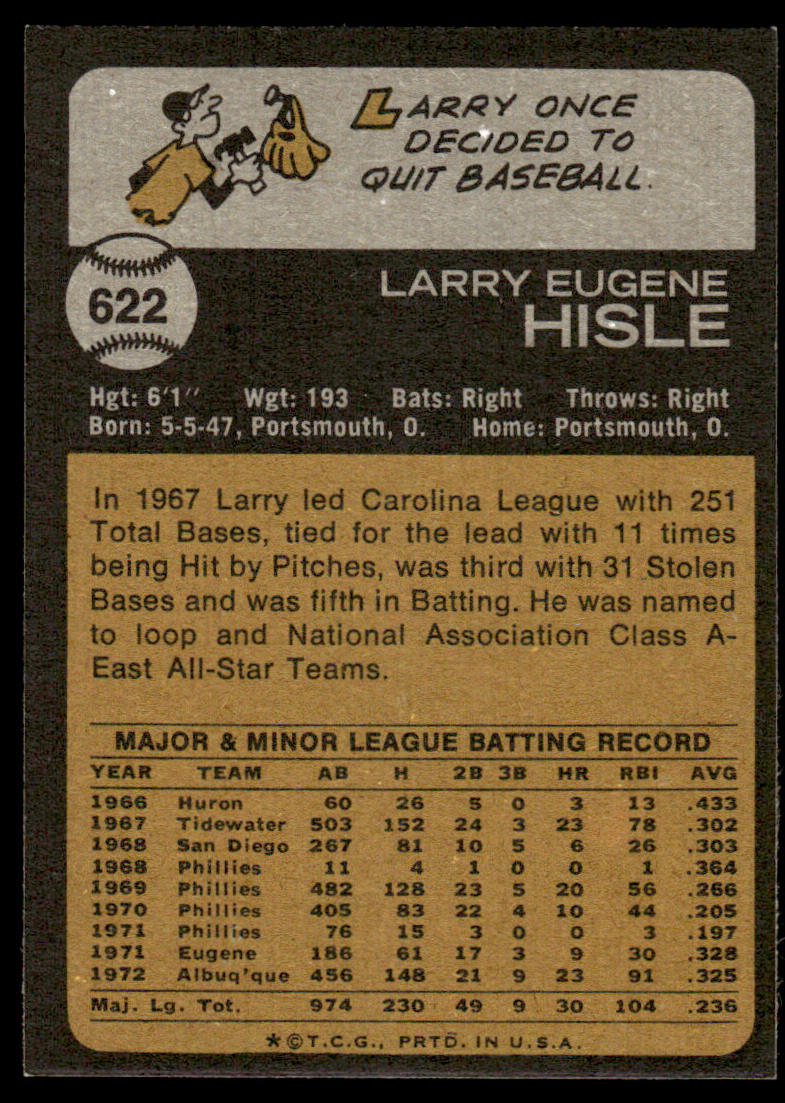 LARRY ONCE
DECIDED TO
QUIT BASEBALL.
622
LARRY EUGENE
HISLE
Hgt: 6'1" Wgt: 193 Bats: Right Throws: Right
Born: 5-5-47, Portsmouth, O. Home: Portsmouth, O.
In 1967 Larry led Carolina League with 251
Total Bases, tied for the lead with 11 times
being Hit by Pitches, was third with 31 Stolen
Bases and was fifth in Batting. He was named
to loop and National Association Class A-
East All-Star Teams.
MAJOR & MINOR LEAGUE BATTING RECORD
YEAR TEAM AB H 2B 3B HR RBI AVG
1966 Huron 60 26 5 0 3 13 .433
1967 Tidewater 503 152 24 3 23 78 .302
1968 San Diego 267 81 10 5 6 26 .303
1968 Phillies 11 4 1 0 0 1 .364
1969 Phillies 482 128 23 5 20 56 .266
1970 Phillies 405 83 22 4 10 44 .205
1971 Phillies 76 15 3 0 0 3 .197
1971 Eugene 186 61 17 3 9 30 .328
1972 Albuq'que 456 148 21 9 23 91 .325
Maj. Lg. Tot. 974 230 49 9 30 104 .236
*©T.C.G., PRTD. IN U.S.A.